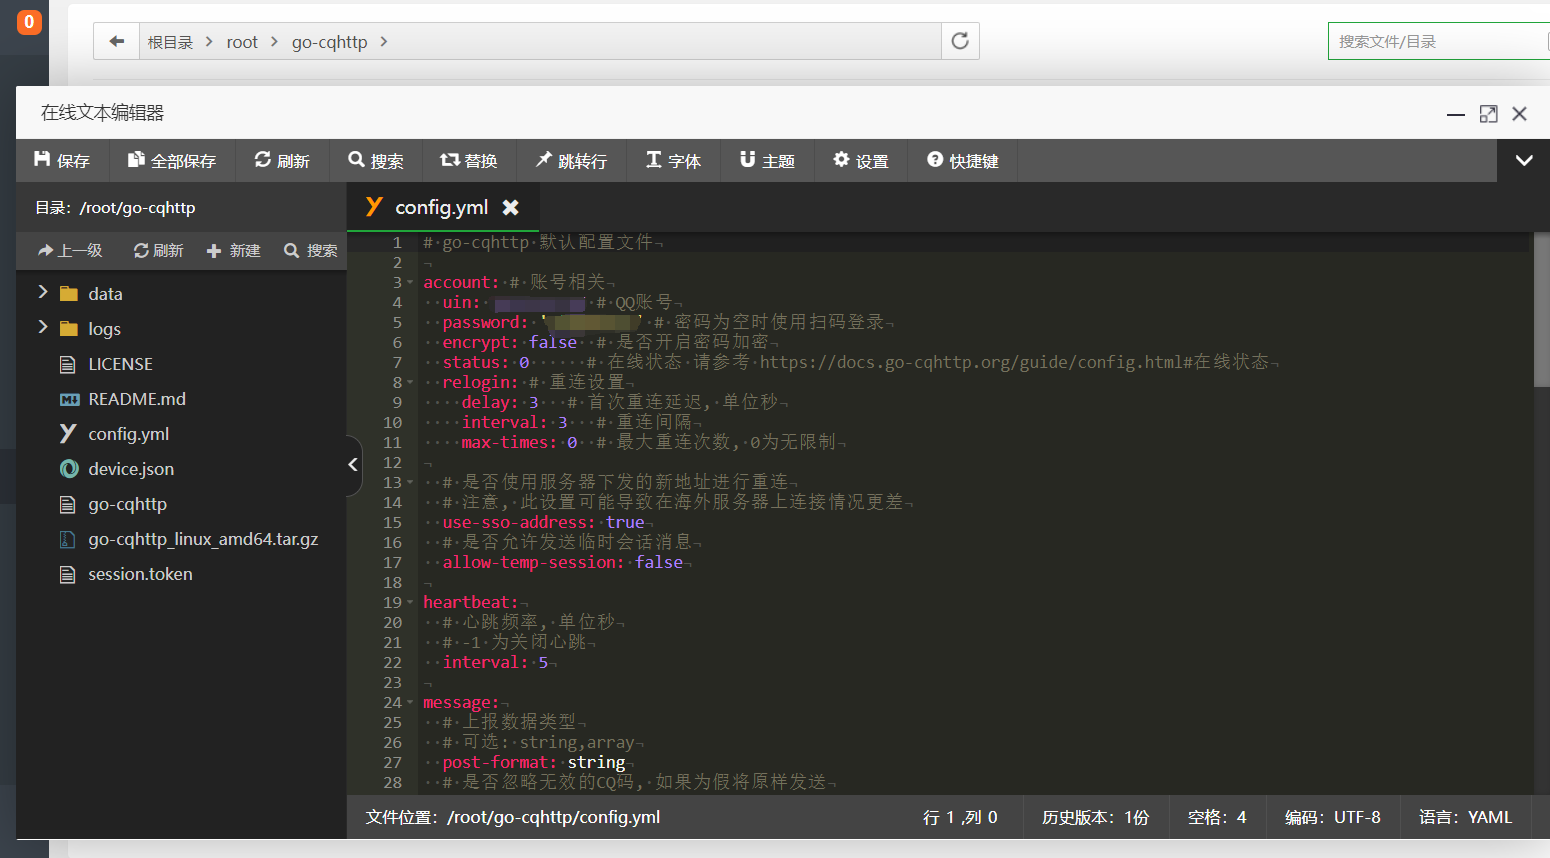 0
根目录 > root > go-cqhttp >
搜索文件/目录
在线文本编辑器
保存 全部保存 刷新 搜索 替换 跳转行 字体 主题 设置 快捷键
目录：/root/go-cqhttp
上一级 刷新 新建 搜索
data
logs
LICENSE
README.md
config.yml
device.json
go-cqhttp
go-cqhttp_linux_amd64.tar.gz
session.token
config.yml
1 # go-cqhttp 默认配置文件
2
3 account: # 账号相关
4 uin: # QQ账号
5 password: ' ' # 密码为空时使用扫码登录
6 encrypt: false # 是否开启密码加密
7 status: 0 # 在线状态 请参考 https://docs.go-cqhttp.org/guide/config.html#在线状态
8 relogin: # 重连设置
9 delay: 3 # 首次重连延迟, 单位秒
10 interval: 3 # 重连间隔
11 max-times: 0 # 最大重连次数, 0为无限制
12
13 # 是否使用服务器下发的新地址进行重连
14 # 注意, 此设置可能导致在海外服务器上连接情况更差
15 use-sso-address: true
16 # 是否允许发送临时会话消息
17 allow-temp-session: false
18
19 heartbeat:
20 # 心跳频率, 单位秒
21 # -1 为关闭心跳
22 interval: 5
23
24 message:
25 # 上报数据类型
26 # 可选: string,array
27 post-format: string
28 # 是否忽略无效的CQ码, 如果为假将原样发送
文件位置：/root/go-cqhttp/config.yml 行 1 ,列 0 历史版本：1份 空格：4 编码：UTF-8 语言：YAML